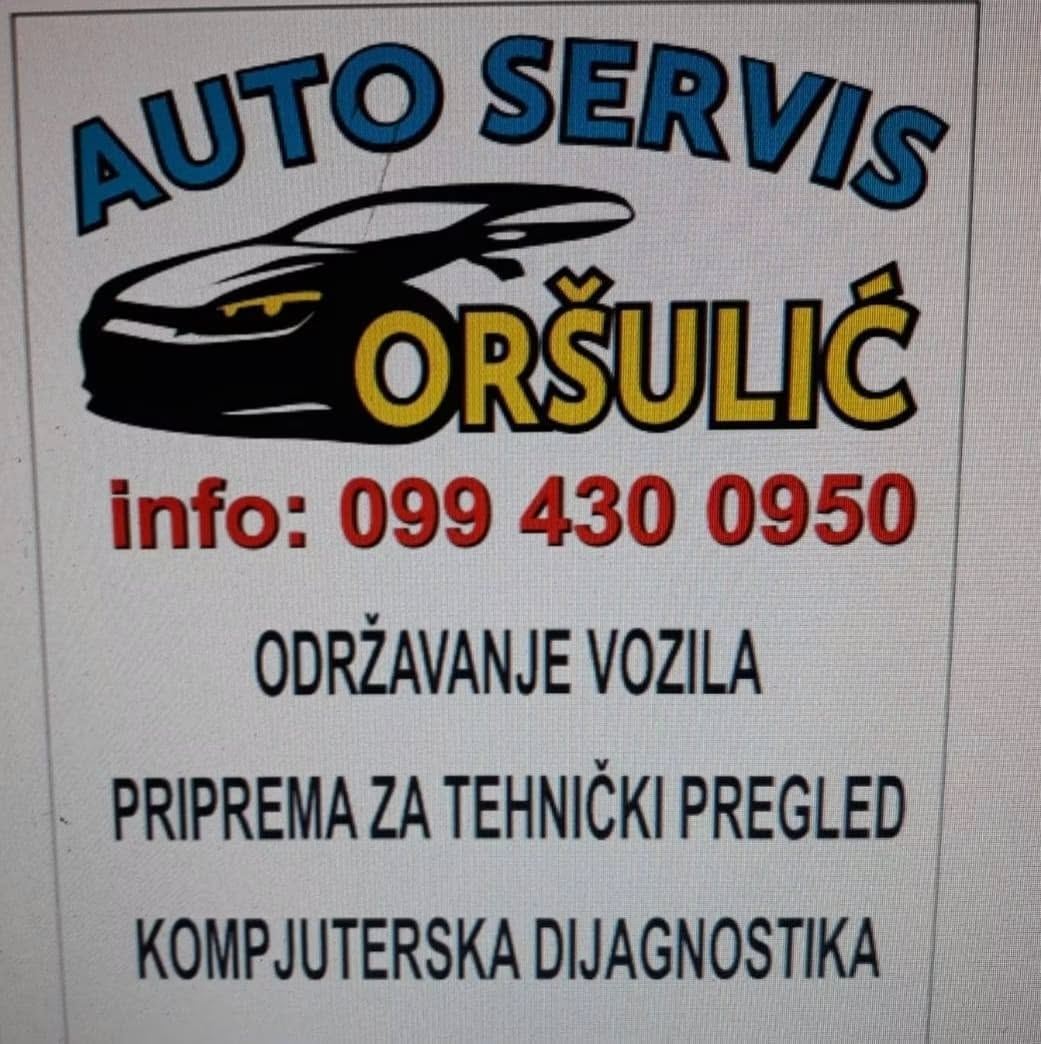 AUTO SERVIS
ORŠULIĆ
info: 099 430 0950
ODRŽAVANJE VOZILA
PRIPREMA ZA TEHNIČKI PREGLED
KOMPJUTERSKA DIJAGNOSTIKA